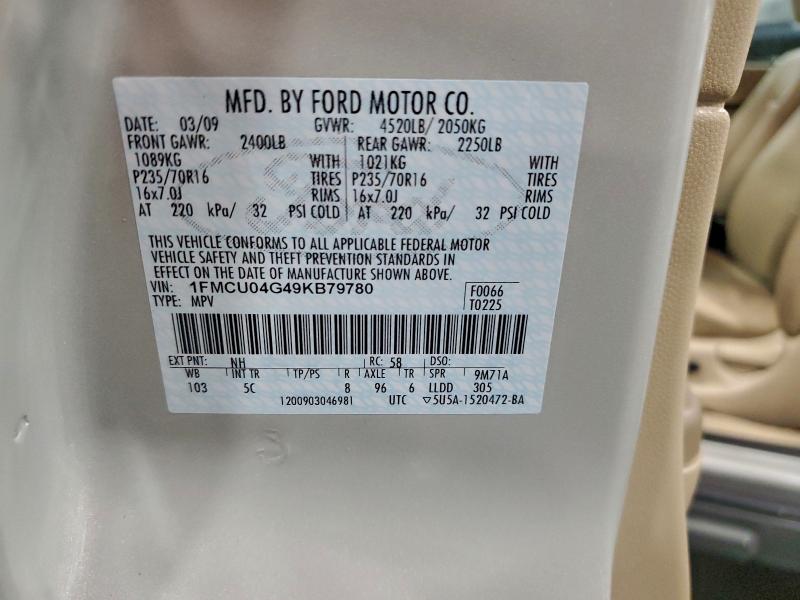 MFD. BY FORD MOTOR CO.
DATE: 03/09 GVWR: 4520LB/ 2050KG
FRONT GAWR: 2400LB REAR GAWR: 2250LB
1089KG WITH 1021KG WITH
P235/70R16 TIRES P235/70R16 TIRES
16x7.0J RIMS 16x7.0J RIMS
AT 220 kPa/ 32 PSI COLD AT 220 kPa/ 32 PSI COLD
THIS VEHICLE CONFORMS TO ALL APPLICABLE FEDERAL MOTOR
VEHICLE SAFETY AND THEFT PREVENTION STANDARDS IN
EFFECT ON THE DATE OF MANUFACTURE SHOWN ABOVE.
VIN: 1FMCU04G49KB79780 F0066
TYPE: MPV T0225
EXT PNT: NH RC: 58 DSO:
WB INT TR TP/PS R AXLE TR SPR 9M71A
103 5C 8 96 6 LLDD 305
1200903046981 UTC ▽5U5A-1520472-BA